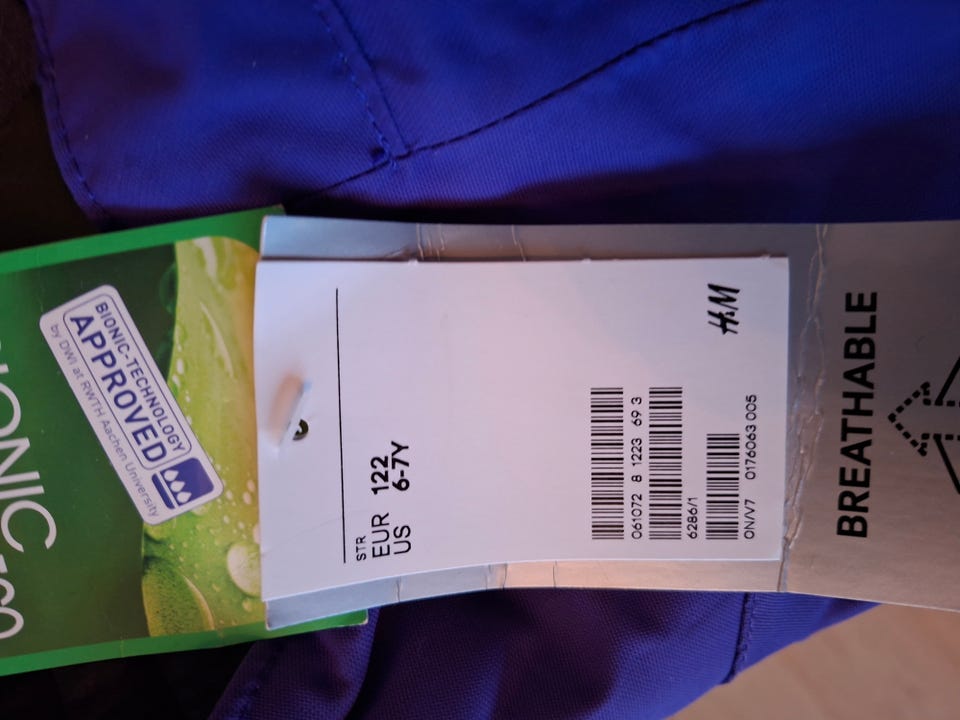 H&M
STR
EUR 122
US 6-7Y
061072 8 1223 69 3
6286/1
0N/V7 0176063 005
BREATHABLE
BIONIC-TECHNOLOGY
APPROVED
by DWI at RWTH Aachen University